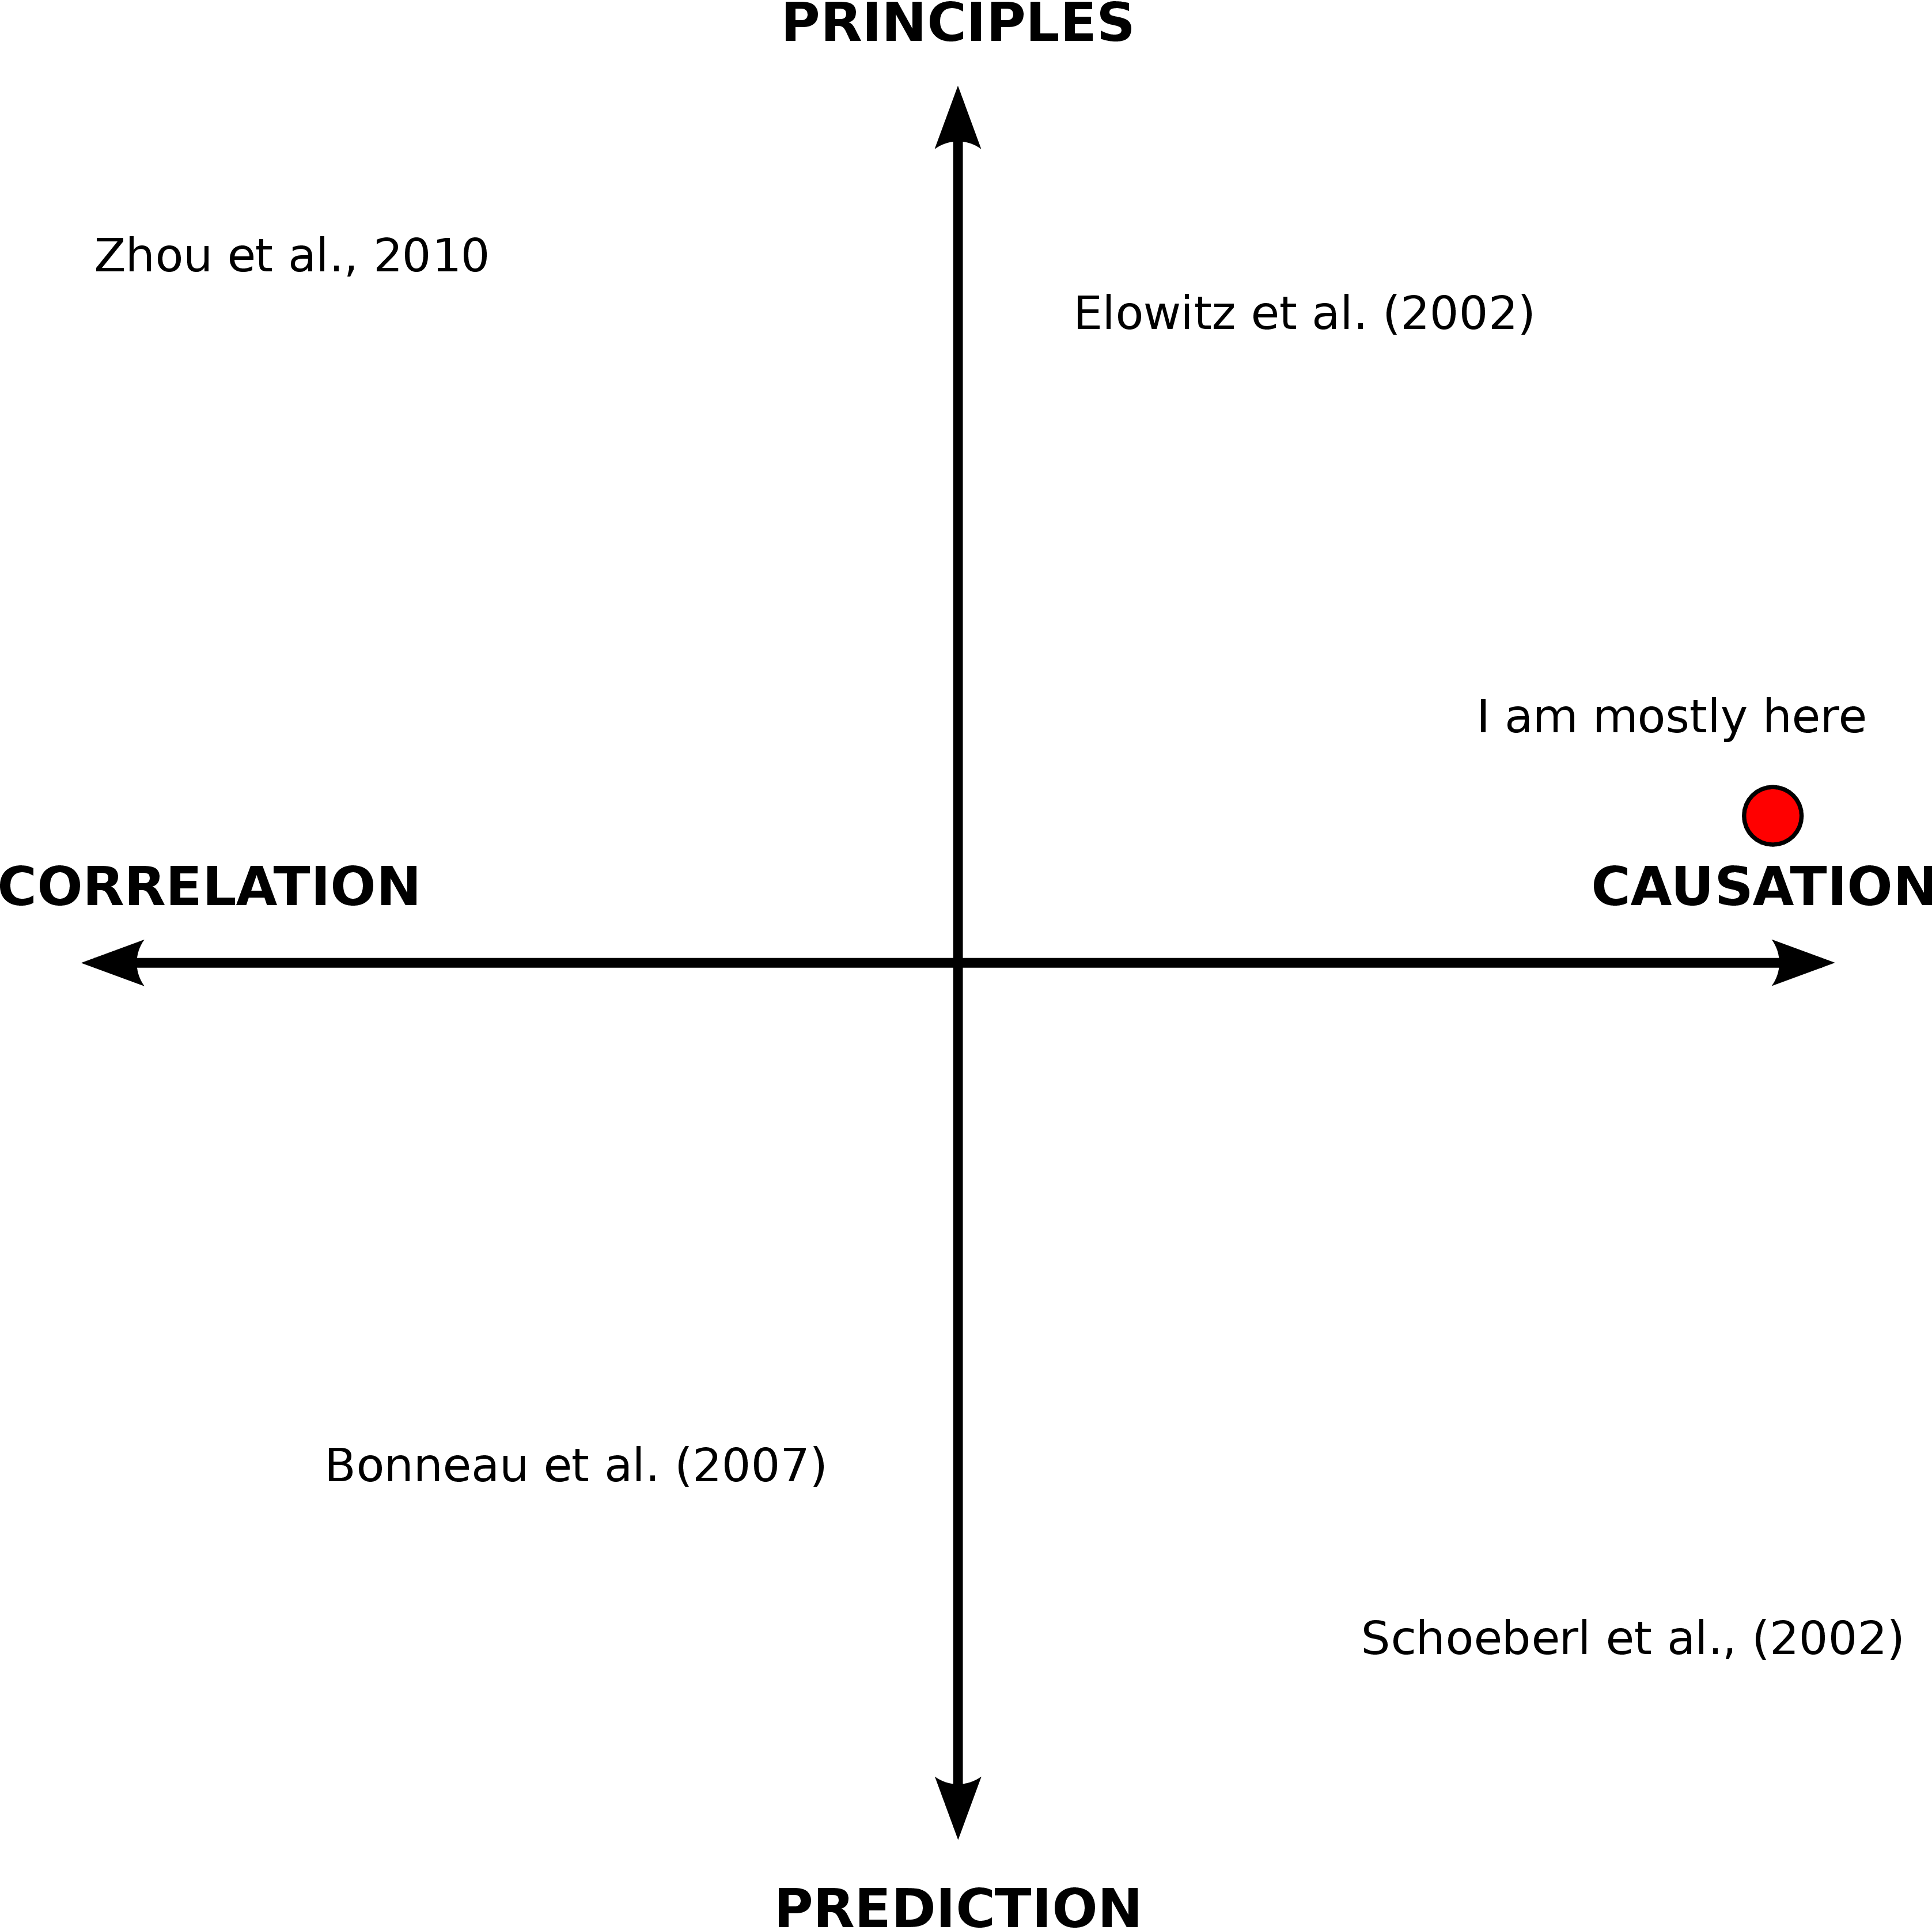 PRINCIPLES
Zhou et al., 2010
Elowitz et al. (2002)
I am mostly here
CORRELATION
CAUSATION
Bonneau et al. (2007)
Schoeberl et al., (2002)
PREDICTION